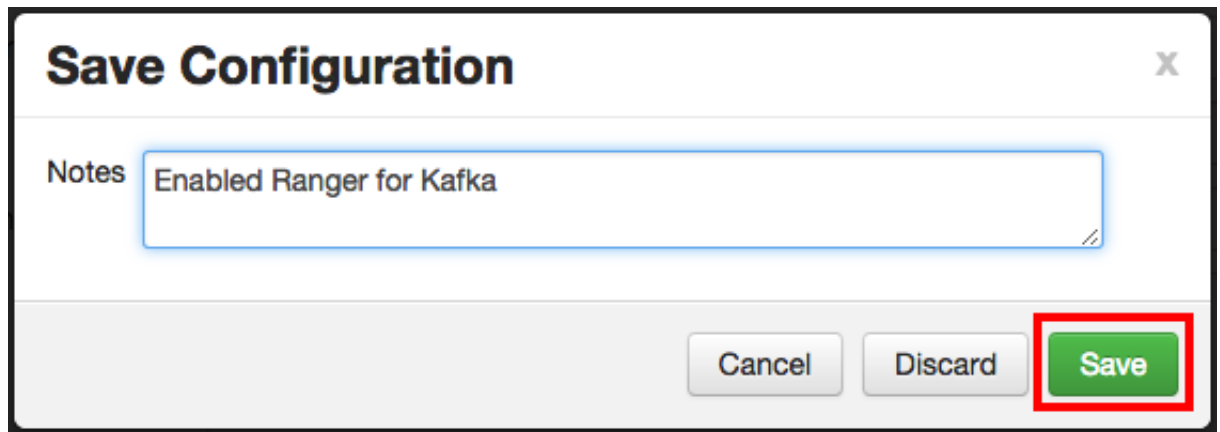 Save Configuration
x
Notes
Enabled Ranger for Kafka
Cancel
Discard
Save